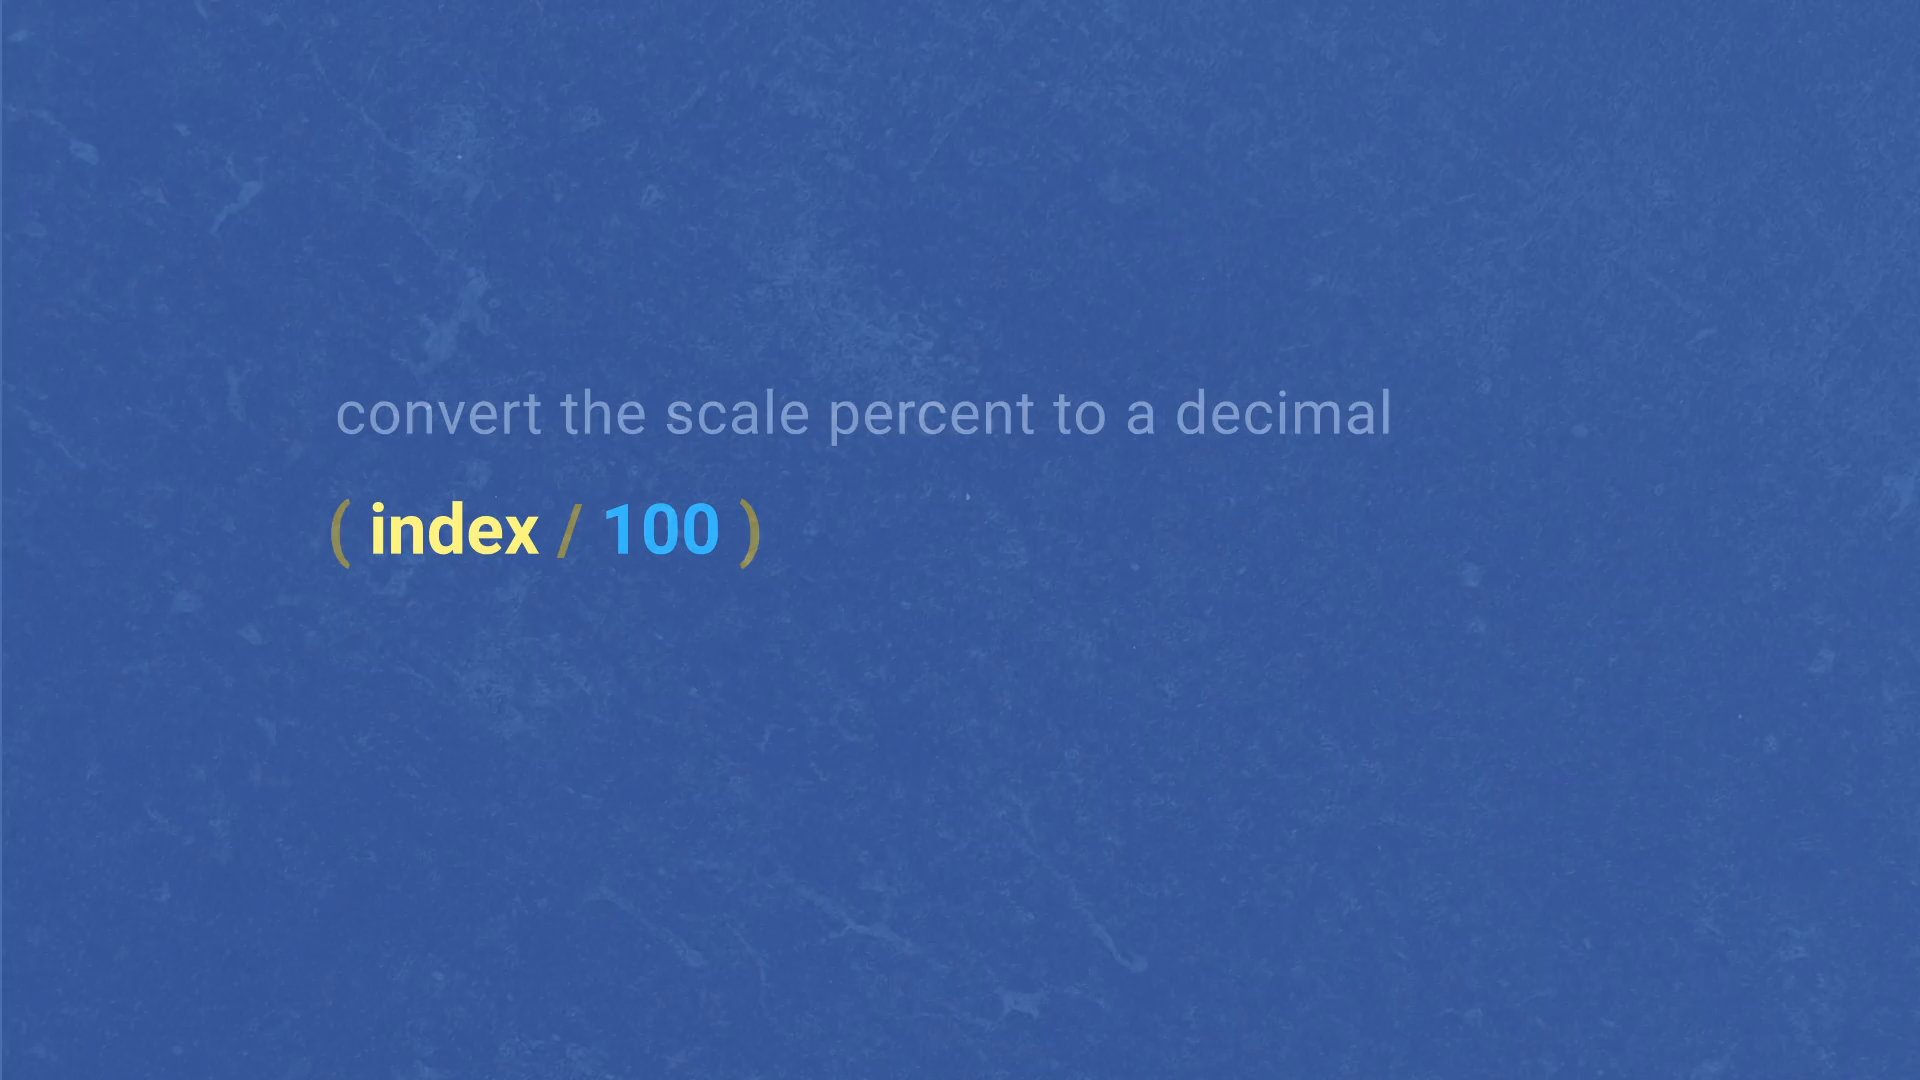 convert the scale percent to a decimal
( index / 100 )